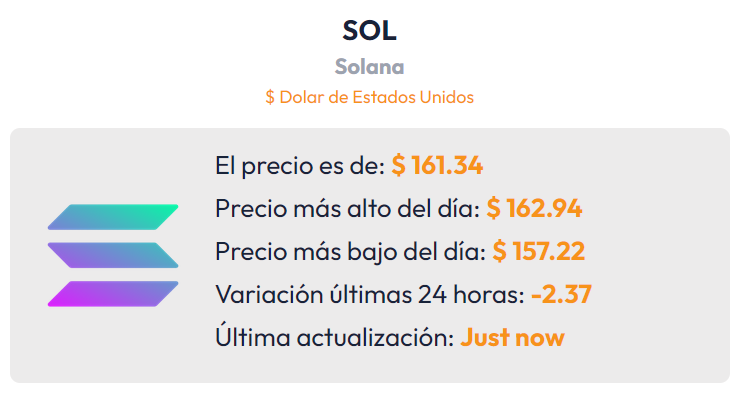 SOL
Solana
$ Dolar de Estados Unidos
El precio es de: $ 161.34
Precio más alto del día: $ 162.94
Precio más bajo del día: $ 157.22
Variación últimas 24 horas: -2.37
Última actualización: Just now